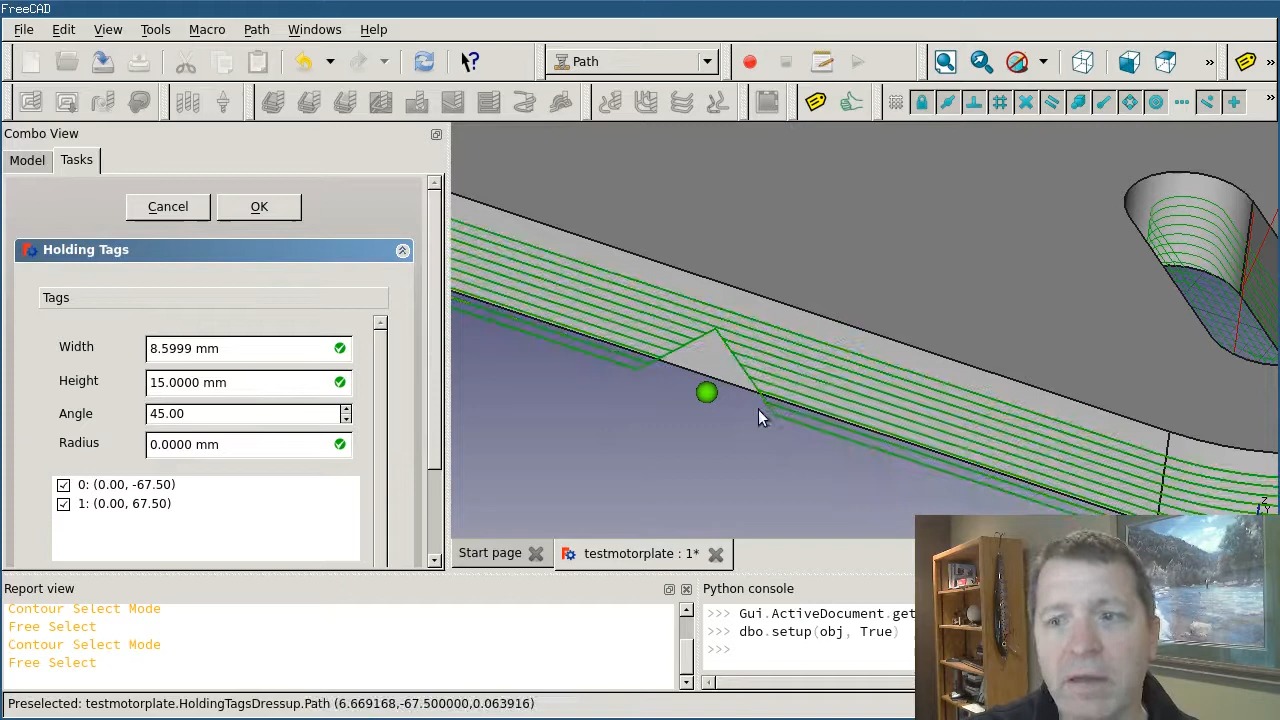 FreeCAD
File Edit View Tools Macro Path Windows Help
Path
»
»
»
Combo View
Model Tasks
Cancel OK
Holding Tags
Tags
Width 8.5999 mm
Height 15.0000 mm
Angle 45.00
Radius 0.0000 mm
0: (0.00, -67.50)
1: (0.00, 67.50)
Start page testmotorplate : 1*
Report view
Contour Select Mode
Free Select
Contour Select Mode
Free Select
Python console
>>> Gui.ActiveDocument.get
>>> dbo.setup(obj, True)
>>>
Preselected: testmotorplate.HoldingTagsDressup.Path (6.669168,-67.500000,0.063916)